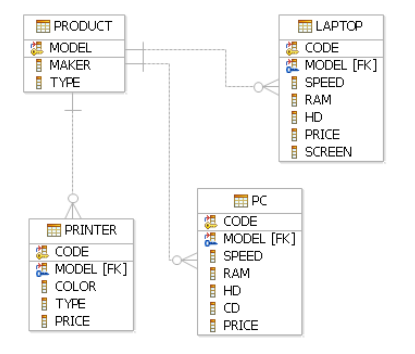 PRODUCT
MODEL
MAKER
TYPE
LAPTOP
CODE
MODEL [FK]
SPEED
RAM
HD
PRICE
SCREEN
PRINTER
CODE
MODEL [FK]
COLOR
TYPE
PRICE
PC
CODE
MODEL [FK]
SPEED
RAM
HD
CD
PRICE